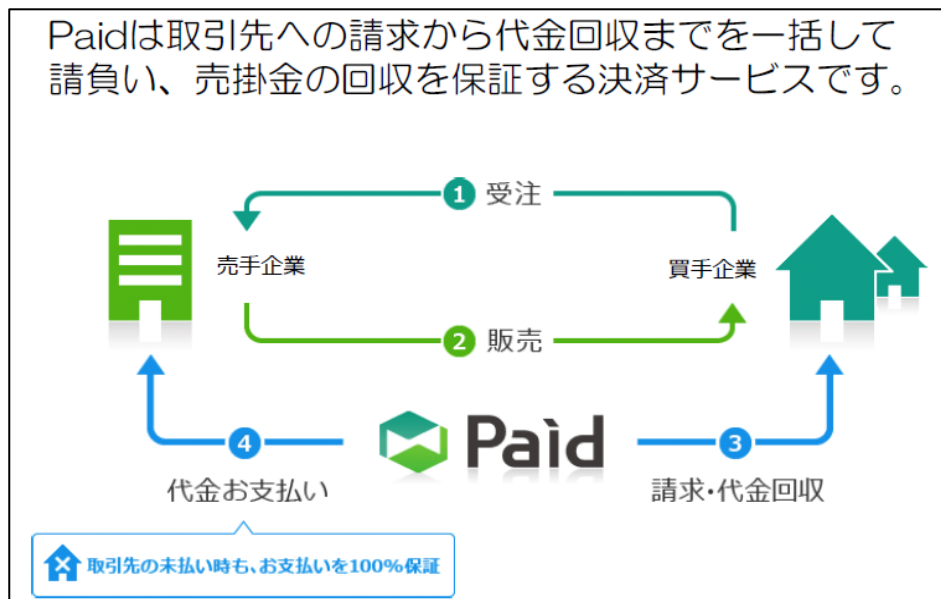 Paidは取引先への請求から代金回収までを一括して
請負い、売掛金の回収を保証する決済サービスです。
1 受注
売手企業
買手企業
2 販売
4
Paid
3
代金お支払い
請求・代金回収
取引先の未払い時も、お支払いを100%保証